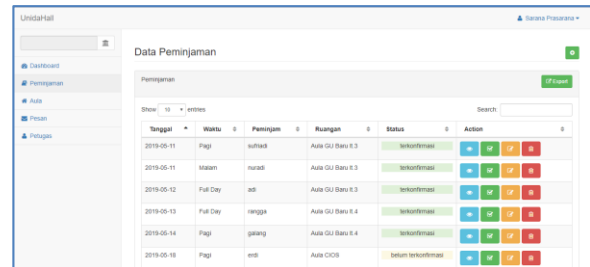 UnidaHall
Sarana Prasarana
Data Peminjaman
Dashboard
Peminjaman
Aula
Pesan
Petugas
Peminjaman
Export
Show 10 entries
Search:
Tanggal Waktu Peminjam Ruangan Status Action
2019-05-11 Pagi sufriadi Aula GU Baru lt.3 terkonfirmasi
2019-05-11 Malam nuradi Aula GU Baru lt.3 terkonfirmasi
2019-05-12 Full Day adi Aula GU Baru lt.3 terkonfirmasi
2019-05-13 Full Day rangga Aula GU Baru lt.4 terkonfirmasi
2019-05-14 Pagi galang Aula GU Baru lt.4 terkonfirmasi
2019-05-16 Pagi erdi Aula CIOS belum terkonfirmasi